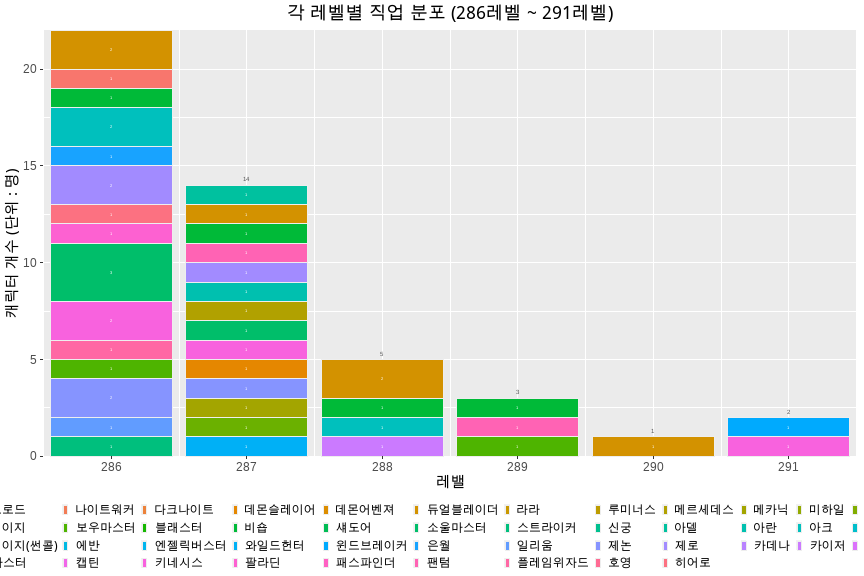 각 레벨별 직업 분포 (286레벨 ~ 291레벨)
캐릭터 개수 (단위 : 명)
20
15
10
5
0
14
5
3
1
2
286 287 288 289 290 291
레밸
로드 나이트워커 다크나이트 데몬슬레이어 데몬어벤져 듀얼블레이더 라라 루미너스 메르세데스 메카닉 미하일
이지 보우마스터 블래스터 비숍 섀도어 소울마스터 스트라이커 신궁 아델 아란 아크
이지(썬콜) 에반 엔젤릭버스터 와일드헌터 윈드브레이커 은월 일리움 제논 제로 카데나 카이저
스터 캡틴 키네시스 팔라딘 패스파인더 팬텀 플레임위자드 호영 히어로